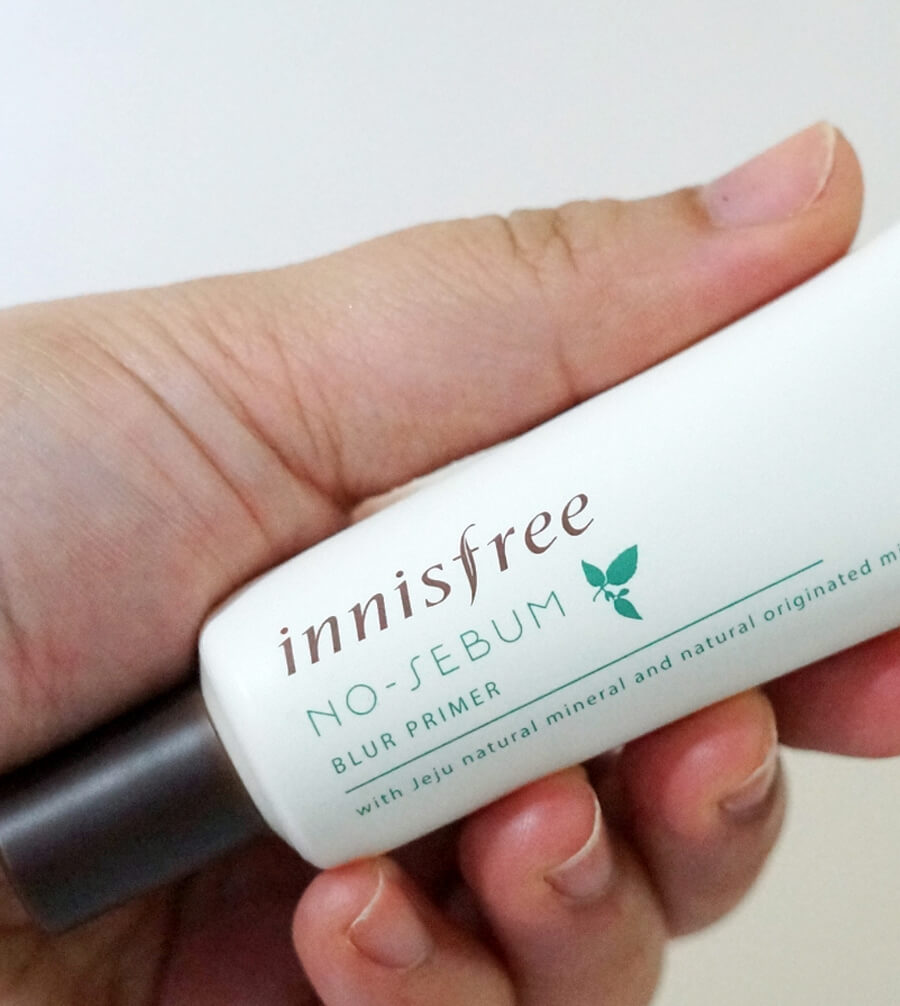 innisfree
NO-SEBUM
BLUR PRIMER
with Jeju natural mineral and natural originated